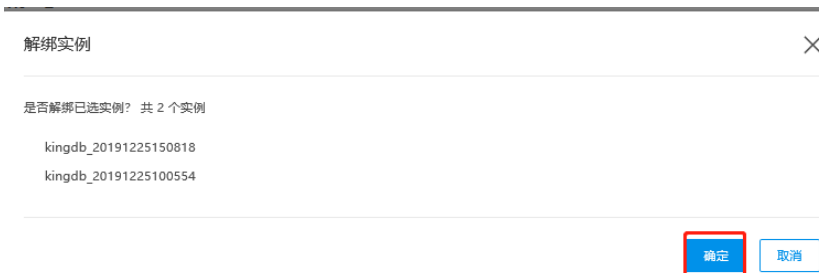 解绑实例
是否解绑已选实例？ 共 2 个实例
kingdb_20191225150818
kingdb_20191225100554
确定
取消